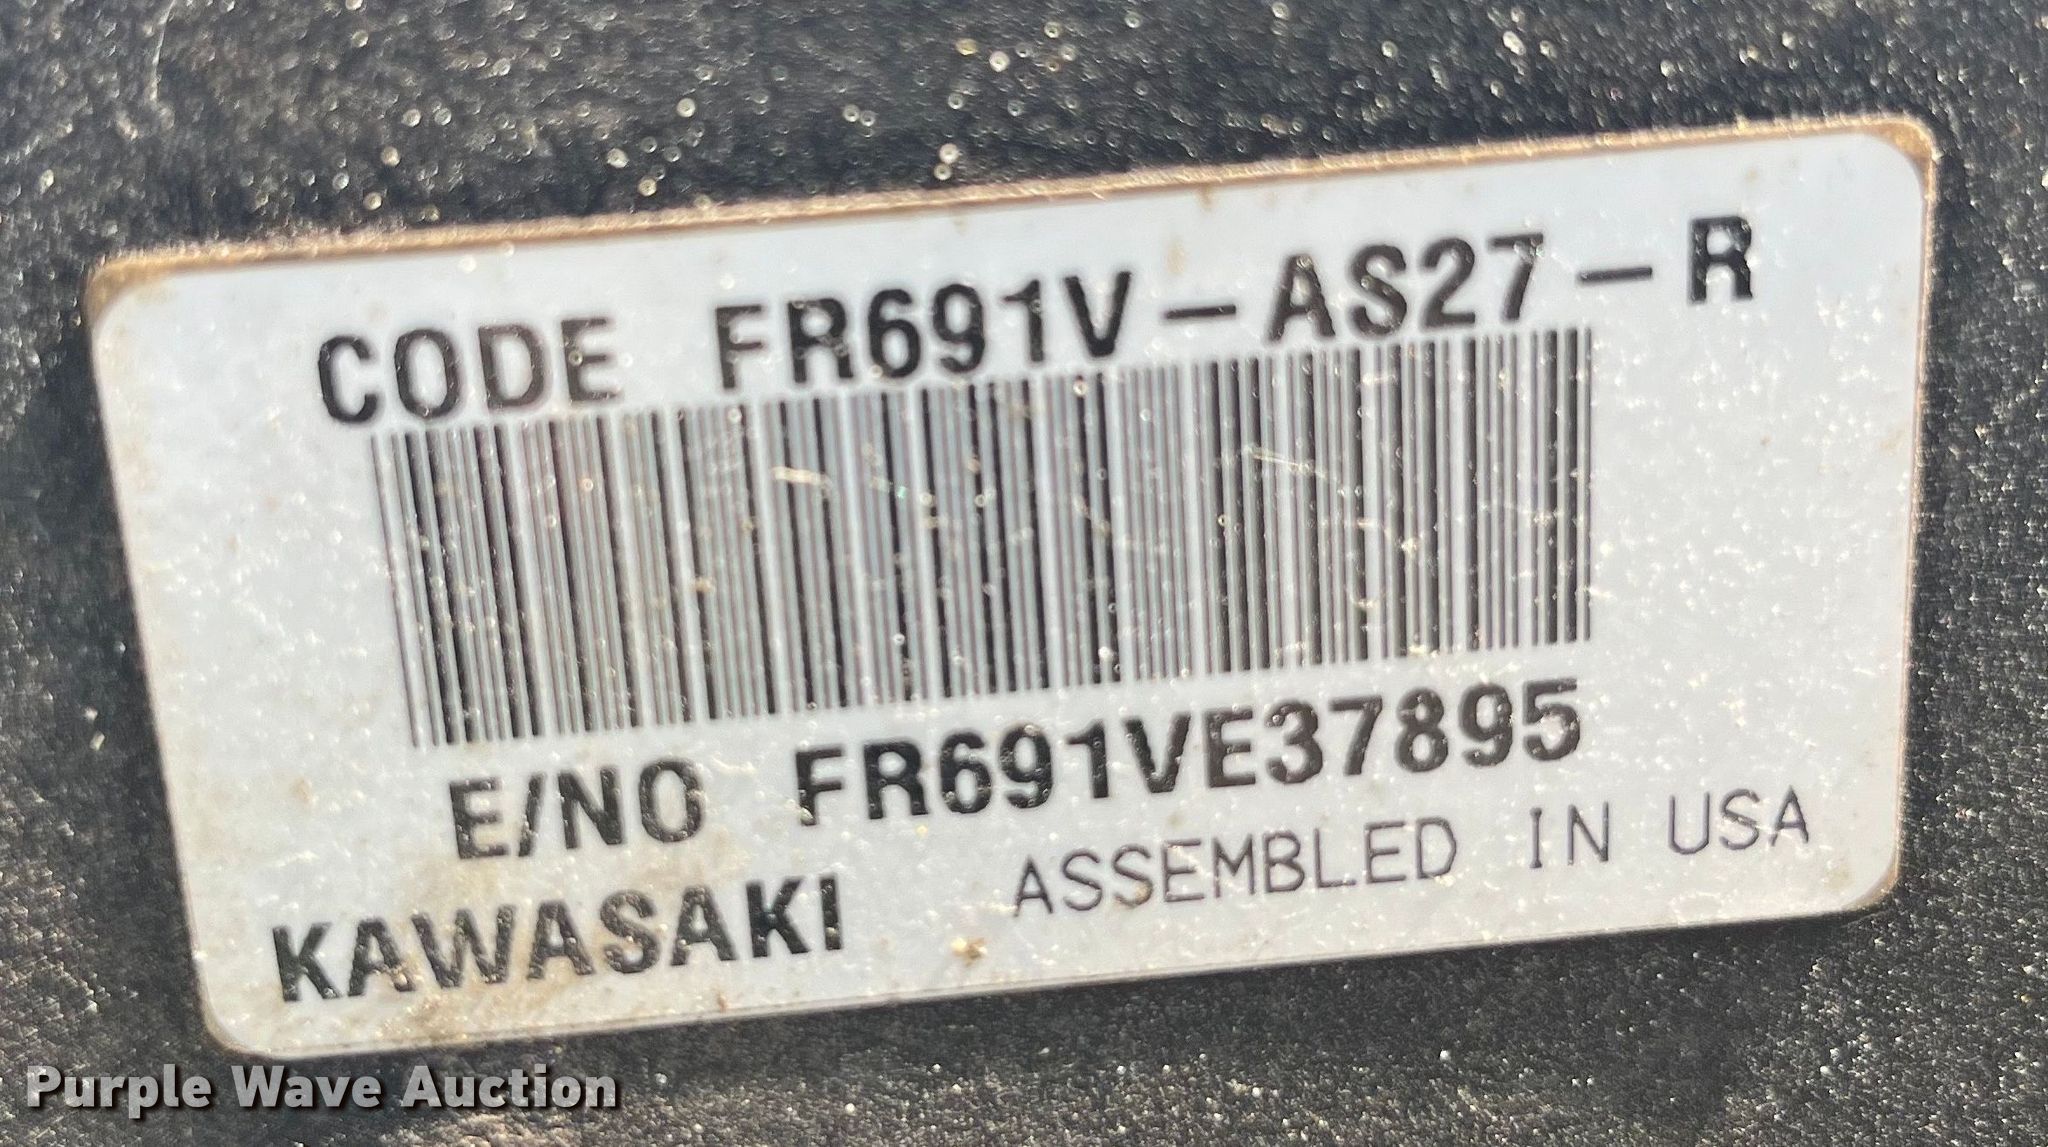 CODE FR691V-AS27-R
E/NO FR691VE37895
KAWASAKI ASSEMBLED IN USA
Purple Wave Auction